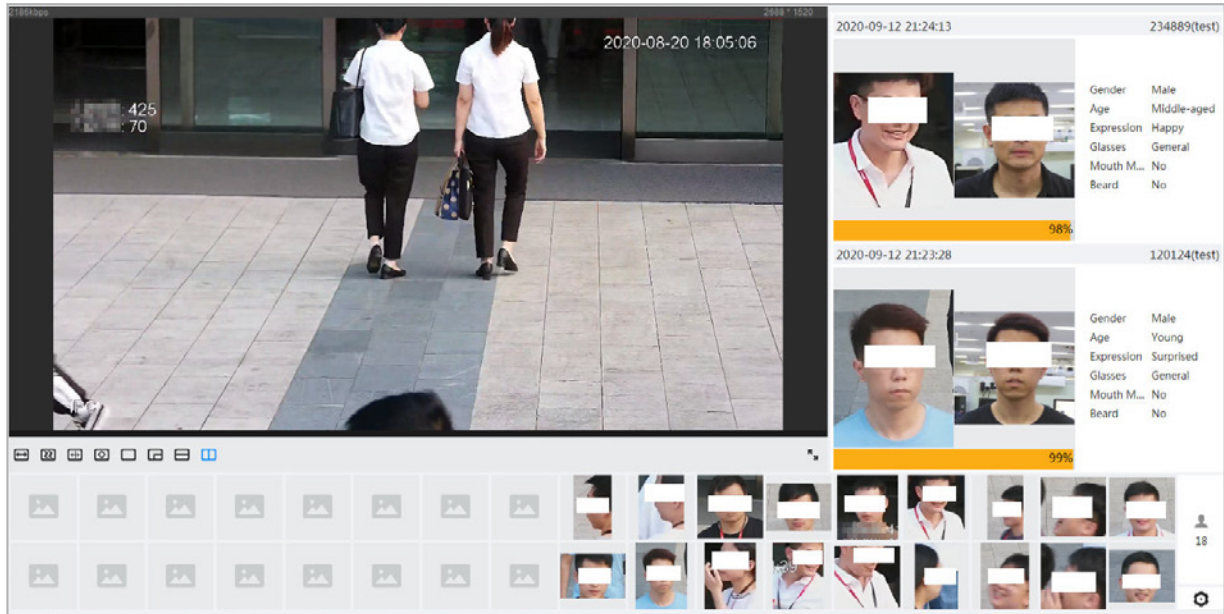 2186kbps
2688 * 1520
2020-08-20 18:05:06
: 425
: 70
2020-09-12 21:24:13 234889(test)
Gender Male
Age Middle-aged
Expression Happy
Glasses General
Mouth M... No
Beard No
98%
2020-09-12 21:23:28 120124(test)
Gender Male
Age Young
Expression Surprised
Glasses General
Mouth M... No
Beard No
99%
18